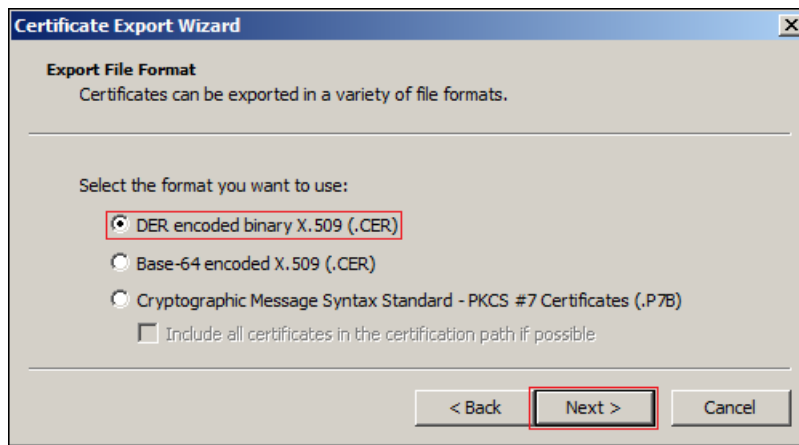 Certificate Export Wizard
Export File Format
Certificates can be exported in a variety of file formats.
Select the format you want to use:
DER encoded binary X.509 (.CER)
Base-64 encoded X.509 (.CER)
Cryptographic Message Syntax Standard - PKCS #7 Certificates (.P7B)
Include all certificates in the certification path if possible
< Back Next > Cancel